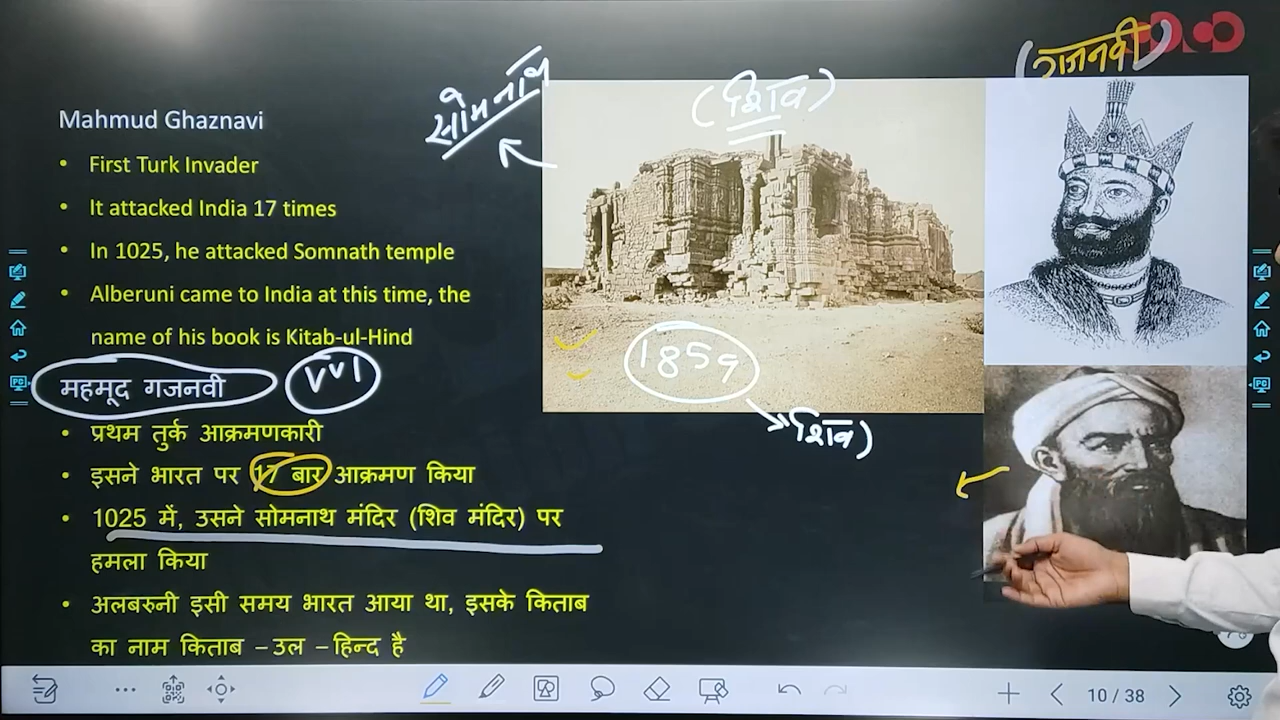 (गजनवी)
सोमनाथ
(शिव)
Mahmud Ghaznavi
• First Turk Invader
• It attacked India 17 times
• In 1025, he attacked Somnath temple
• Alberuni came to India at this time, the
name of his book is Kitab-ul-Hind
महमूद गजनवी
VVI
1859
शिव)
• प्रथम तुर्क आक्रमणकारी
• इसने भारत पर 17 बार आक्रमण किया
• 1025 में, उसने सोमनाथ मंदिर (शिव मंदिर) पर
हमला किया
• अलबरुनी इसी समय भारत आया था, इसके किताब
का नाम किताब – उल – हिन्द है
10 / 38